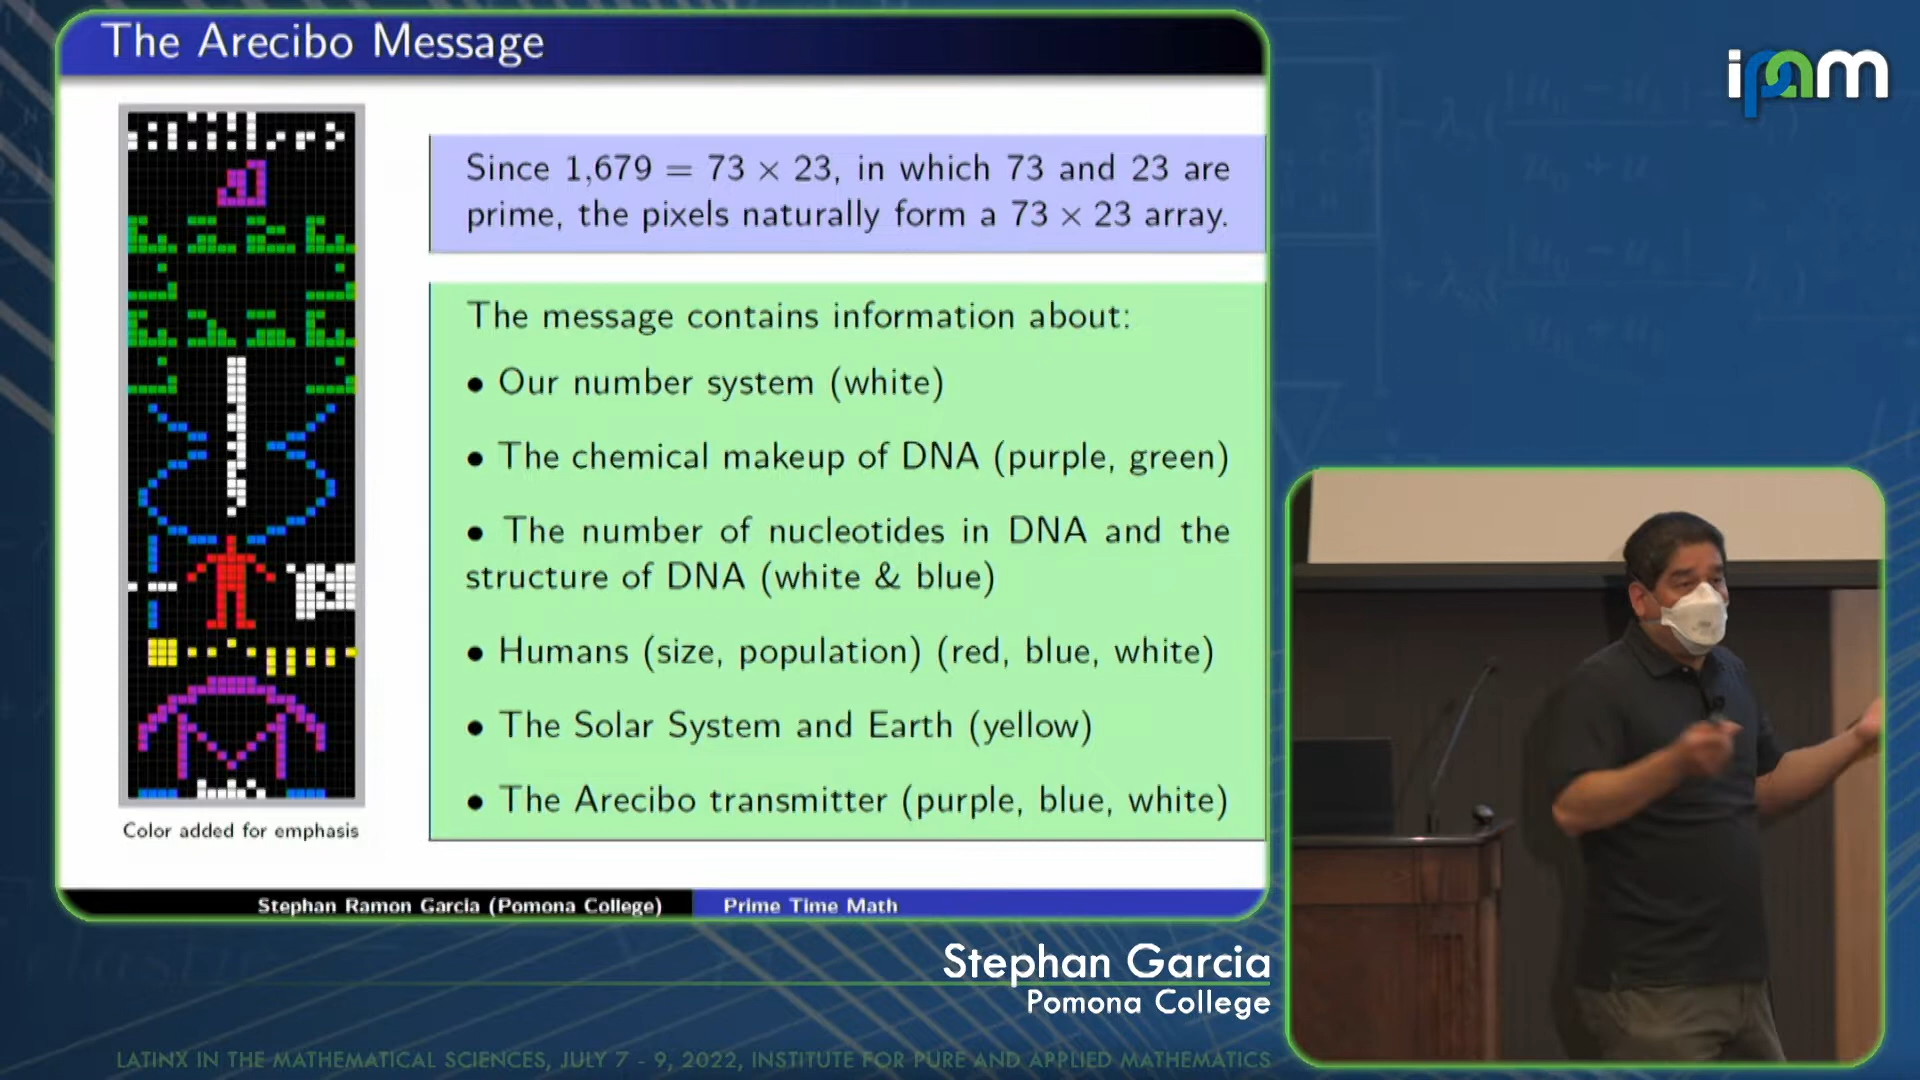 The Arecibo Message
Since 1,679 = 73 × 23, in which 73 and 23 are
prime, the pixels naturally form a 73 × 23 array.
The message contains information about:
• Our number system (white)
• The chemical makeup of DNA (purple, green)
• The number of nucleotides in DNA and the
structure of DNA (white & blue)
• Humans (size, population) (red, blue, white)
• The Solar System and Earth (yellow)
• The Arecibo transmitter (purple, blue, white)
Color added for emphasis
Stephan Ramon Garcia (Pomona College)
Prime Time Math
ipam
Stephan Garcia
Pomona College
LATINX IN THE MATHEMATICAL SCIENCES, JULY 7 - 9, 2022, INSTITUTE FOR PURE AND APPLIED MATHEMATICS